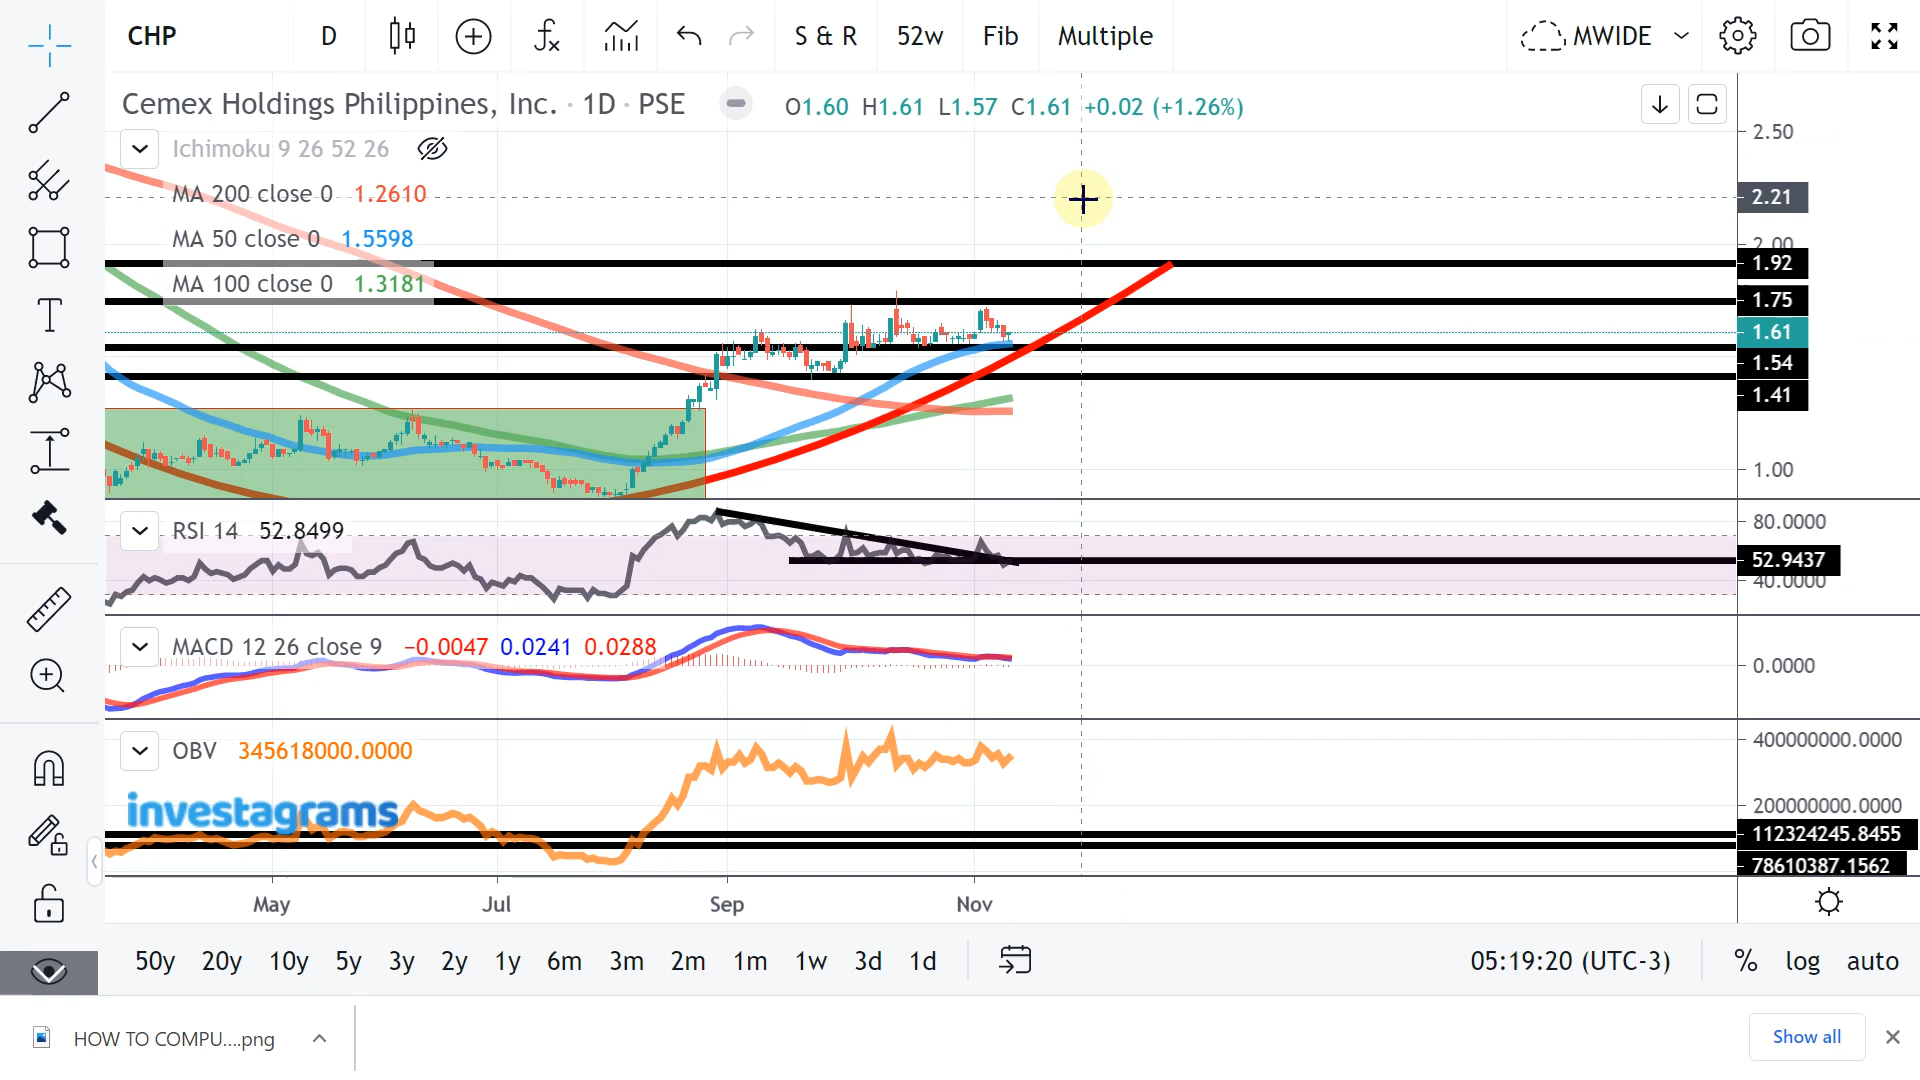 CHP D S & R 52w Fib Multiple MWIDE
Cemex Holdings Philippines, Inc. · 1D · PSE O1.60 H1.61 L1.57 C1.61 +0.02 (+1.26%)
Ichimoku 9 26 52 26
MA 200 close 0 1.2610
MA 50 close 0 1.5598
MA 100 close 0 1.3181
2.50
2.21
2.00
1.92
1.75
1.61
1.54
1.41
1.00
RSI 14 52.8499
80.0000
52.9437
40.0000
MACD 12 26 close 9 −0.0047 0.0241 0.0288
0.0000
OBV 345618000.0000
400000000.0000
investagrams
200000000.0000
112324245.8455
78610387.1562
May Jul Sep Nov
50y 20y 10y 5y 3y 2y 1y 6m 3m 2m 1m 1w 3d 1d 05:19:20 (UTC-3) % log auto
HOW TO COMPU....png Show all